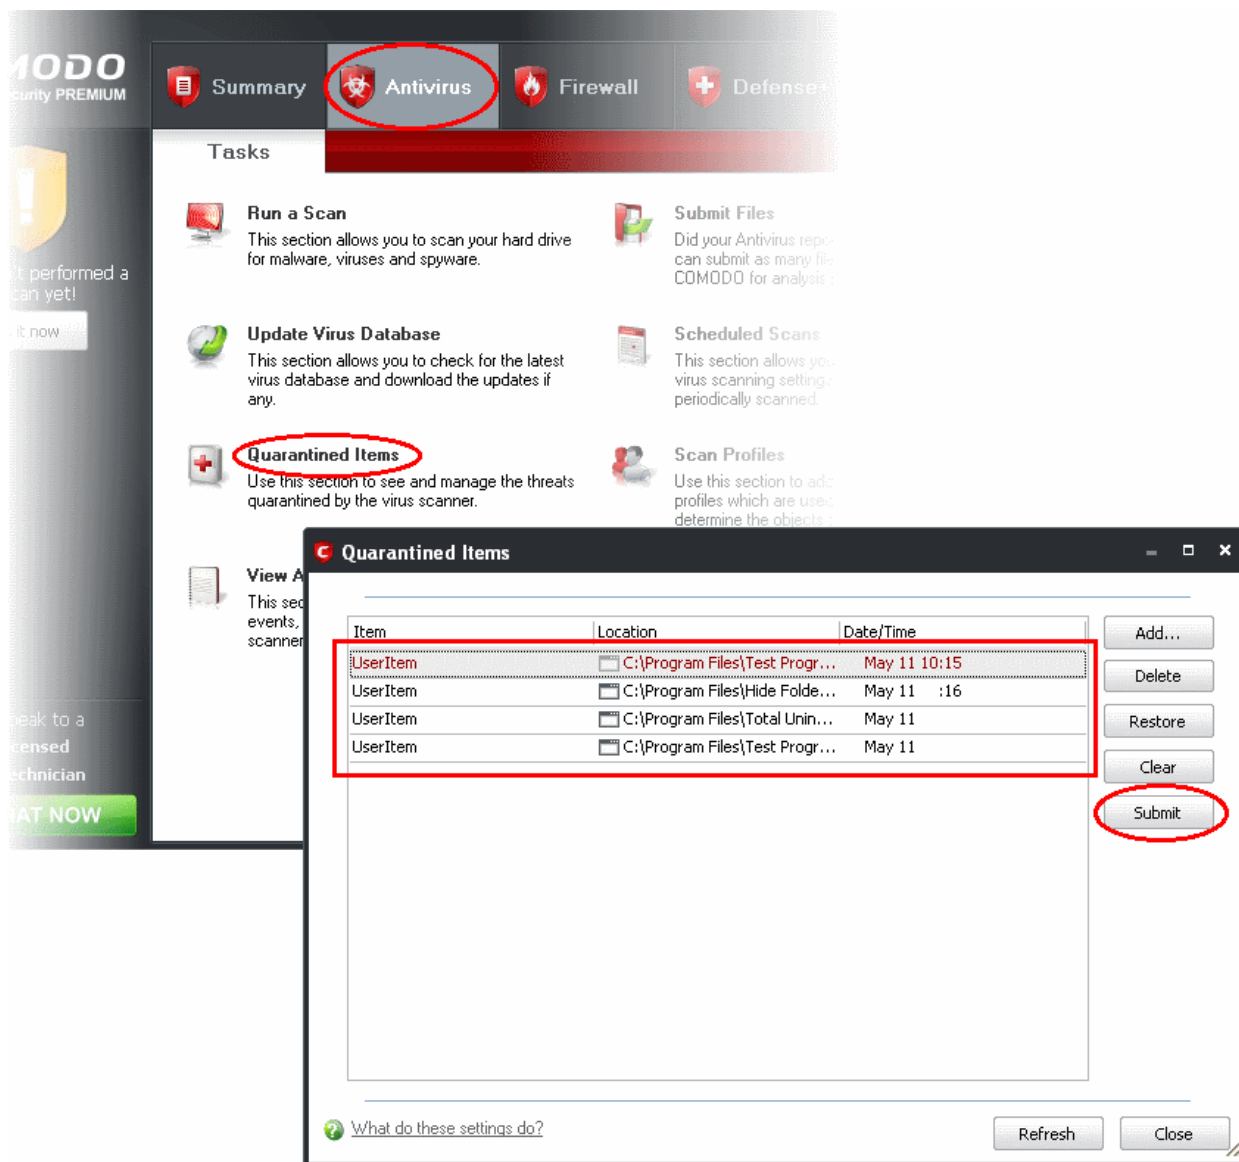 MODO
curity PREMIUM
Summary
Antivirus
Firewall
Defense+
Tasks
Run a Scan
This section allows you to scan your hard drive
for malware, viruses and spyware.
Submit Files
Did your Antivirus repo
can submit as many file
COMODO for analysis
't performed a
can yet!
it now
Update Virus Database
This section allows you to check for the latest
virus database and download the updates if
any.
Scheduled Scans
This section allows you
virus scanning setting
periodically scanned.
Quarantined Items
Use this section to see and manage the threats
quarantined by the virus scanner.
Scan Profiles
Use this section to add
profiles which are used
determine the objects
View A
This sec
events,
scanner
peak to a
censed
echnician
AT NOW
Quarantined Items
Item Location Date/Time
UserItem C:\Program Files\Test Progr... May 11 10:15
UserItem C:\Program Files\Hide Folde... May 11 :16
UserItem C:\Program Files\Total Unin... May 11
UserItem C:\Program Files\Test Progr... May 11
Add...
Delete
Restore
Clear
Submit
What do these settings do?
Refresh
Close